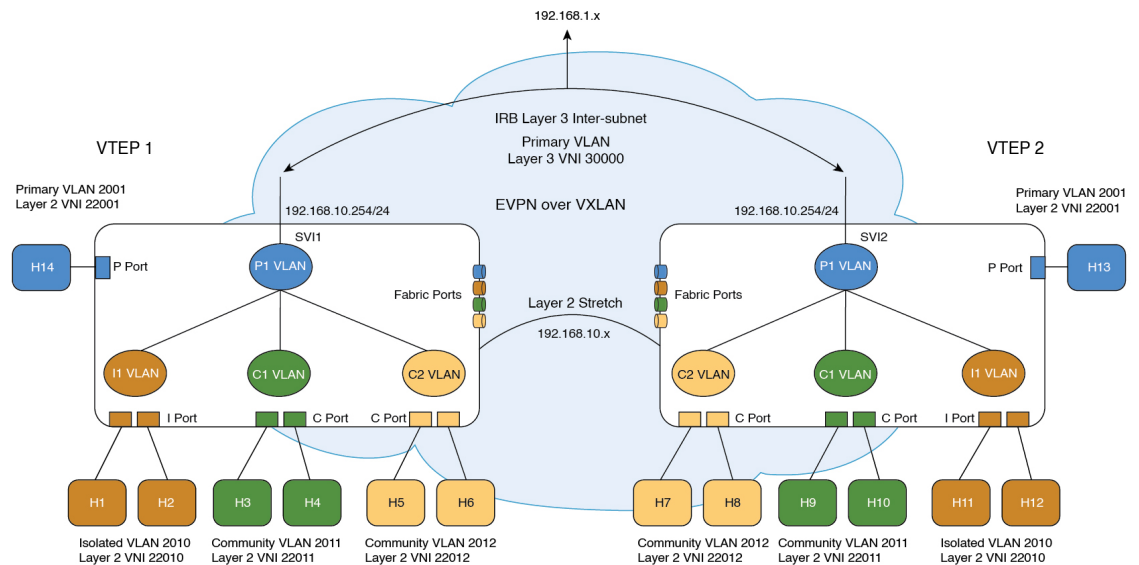 192.168.1.x
IRB Layer 3 Inter-subnet
Primary VLAN
Layer 3 VNI 30000
VTEP 1
VTEP 2
Primary VLAN 2001
Layer 2 VNI 22001
Primary VLAN 2001
Layer 2 VNI 22001
192.168.10.254/24
EVPN over VXLAN
192.168.10.254/24
SVI1
SVI2
H14
P Port
P1 VLAN
P1 VLAN
P Port
H13
Fabric Ports
Fabric Ports
Layer 2 Stretch
192.168.10.x
I1 VLAN
C1 VLAN
C2 VLAN
C2 VLAN
C1 VLAN
I1 VLAN
I Port
C Port
C Port
C Port
C Port
I Port
H1
H2
H3
H4
H5
H6
H7
H8
H9
H10
H11
H12
Isolated VLAN 2010
Layer 2 VNI 22010
Community VLAN 2011
Layer 2 VNI 22011
Community VLAN 2012
Layer 2 VNI 22012
Community VLAN 2012
Layer 2 VNI 22012
Community VLAN 2011
Layer 2 VNI 22011
Isolated VLAN 2010
Layer 2 VNI 22010